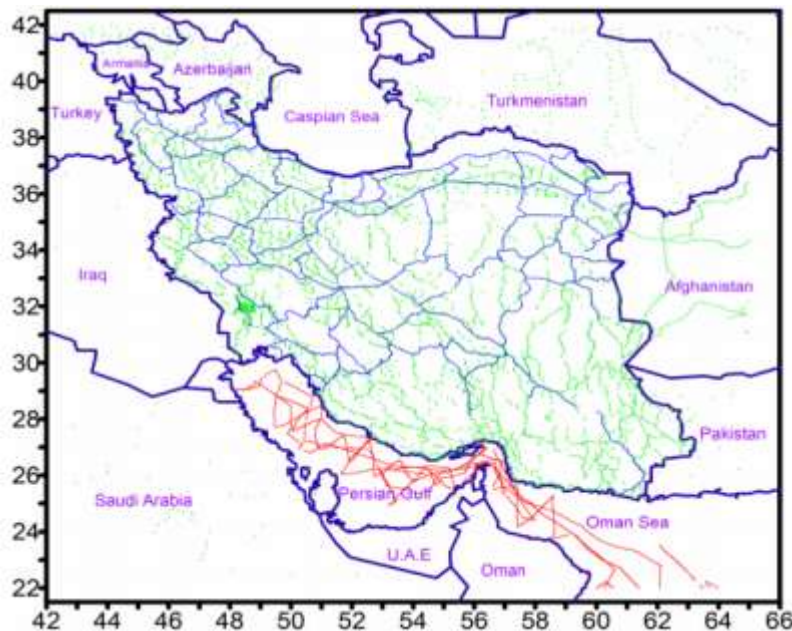 42
Armenia
Azerbaijan
40
Turkey
Caspian Sea
Turkmenistan
38
36
34
Iraq
Afghanistan
32
30
28
Pakistan
26
Saudi Arabia
Persian Gulf
Oman Sea
24
U.A.E
Oman
22
42 44 46 48 50 52 54 56 58 60 62 64 66